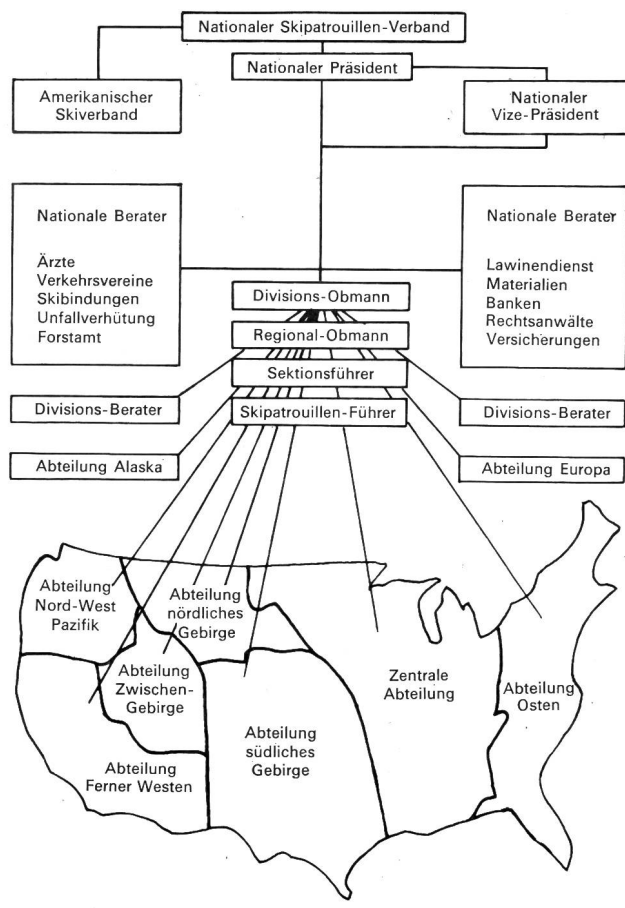 Nationaler Skipatrouillen-Verband
Nationaler Präsident
Amerikanischer
Skiverband
Nationaler
Vize-Präsident
Nationale Berater
Ärzte
Verkehrsvereine
Skibindungen
Unfallverhütung
Forstamt
Nationale Berater
Lawinendienst
Materialien
Banken
Rechtsanwälte
Versicherungen
Divisions-Obmann
Regional-Obmann
Sektionsführer
Skipatrouillen-Führer
Divisions-Berater
Divisions-Berater
Abteilung Alaska
Abteilung Europa
Abteilung
Nord-West
Pazifik
Abteilung
nördliches
Gebirge
Abteilung
Zwischen-
Gebirge
Zentrale
Abteilung
Abteilung
Osten
Abteilung
südliches
Gebirge
Abteilung
Ferner Westen